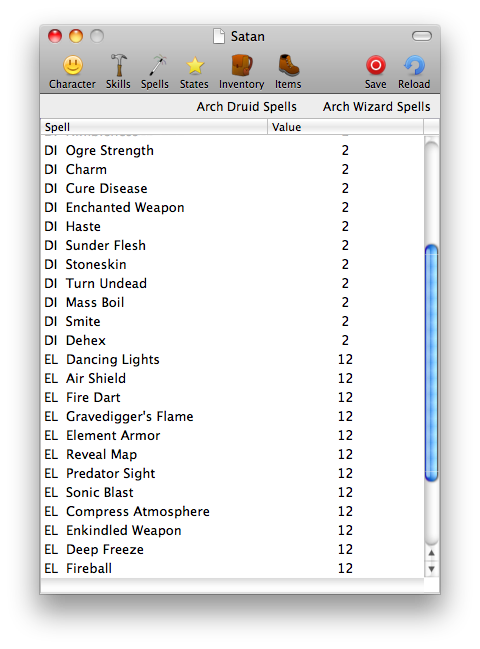 Satan
Character Skills Spells States Inventory Items Save Reload
Arch Druid Spells Arch Wizard Spells
Spell Value
DI Ogre Strength 2
DI Charm 2
DI Cure Disease 2
DI Enchanted Weapon 2
DI Haste 2
DI Sunder Flesh 2
DI Stoneskin 2
DI Turn Undead 2
DI Mass Boil 2
DI Smite 2
DI Dehex 2
EL Dancing Lights 12
EL Air Shield 12
EL Fire Dart 12
EL Gravedigger's Flame 12
EL Element Armor 12
EL Reveal Map 12
EL Predator Sight 12
EL Sonic Blast 12
EL Compress Atmosphere 12
EL Enkindled Weapon 12
EL Deep Freeze 12
EL Fireball 12